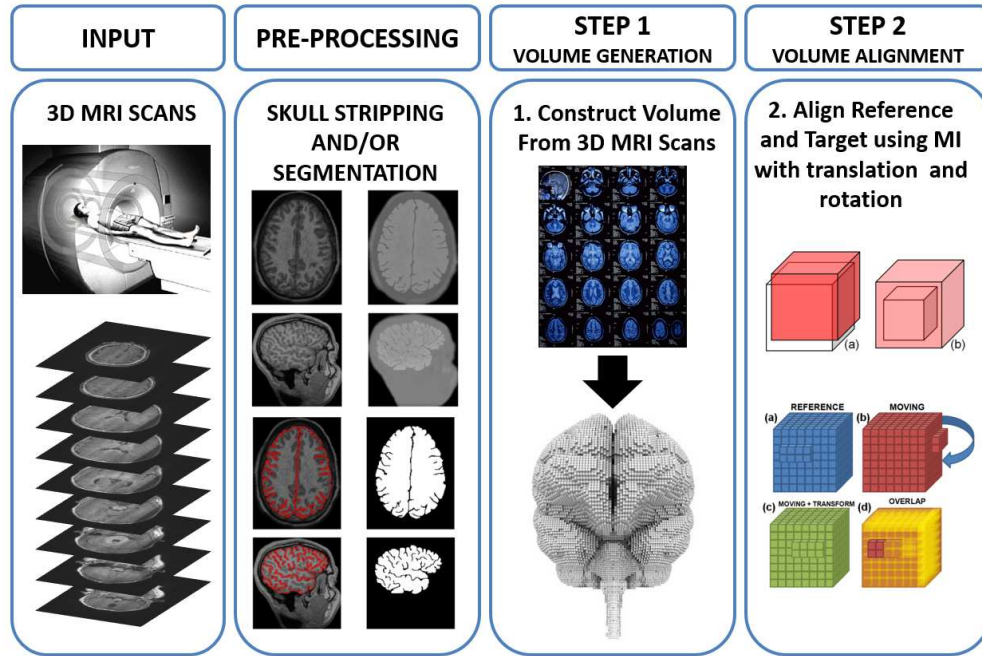 INPUT
PRE-PROCESSING
STEP 1
VOLUME GENERATION
STEP 2
VOLUME ALIGNMENT
3D MRI SCANS
SKULL STRIPPING
AND/OR
SEGMENTATION
1. Construct Volume
From 3D MRI Scans
2. Align Reference
and Target using MI
with translation and
rotation
(a)
(b)
(a)
REFERENCE
(b)
MOVING
(c)
MOVING + TRANSFORM
(d)
OVERLAP